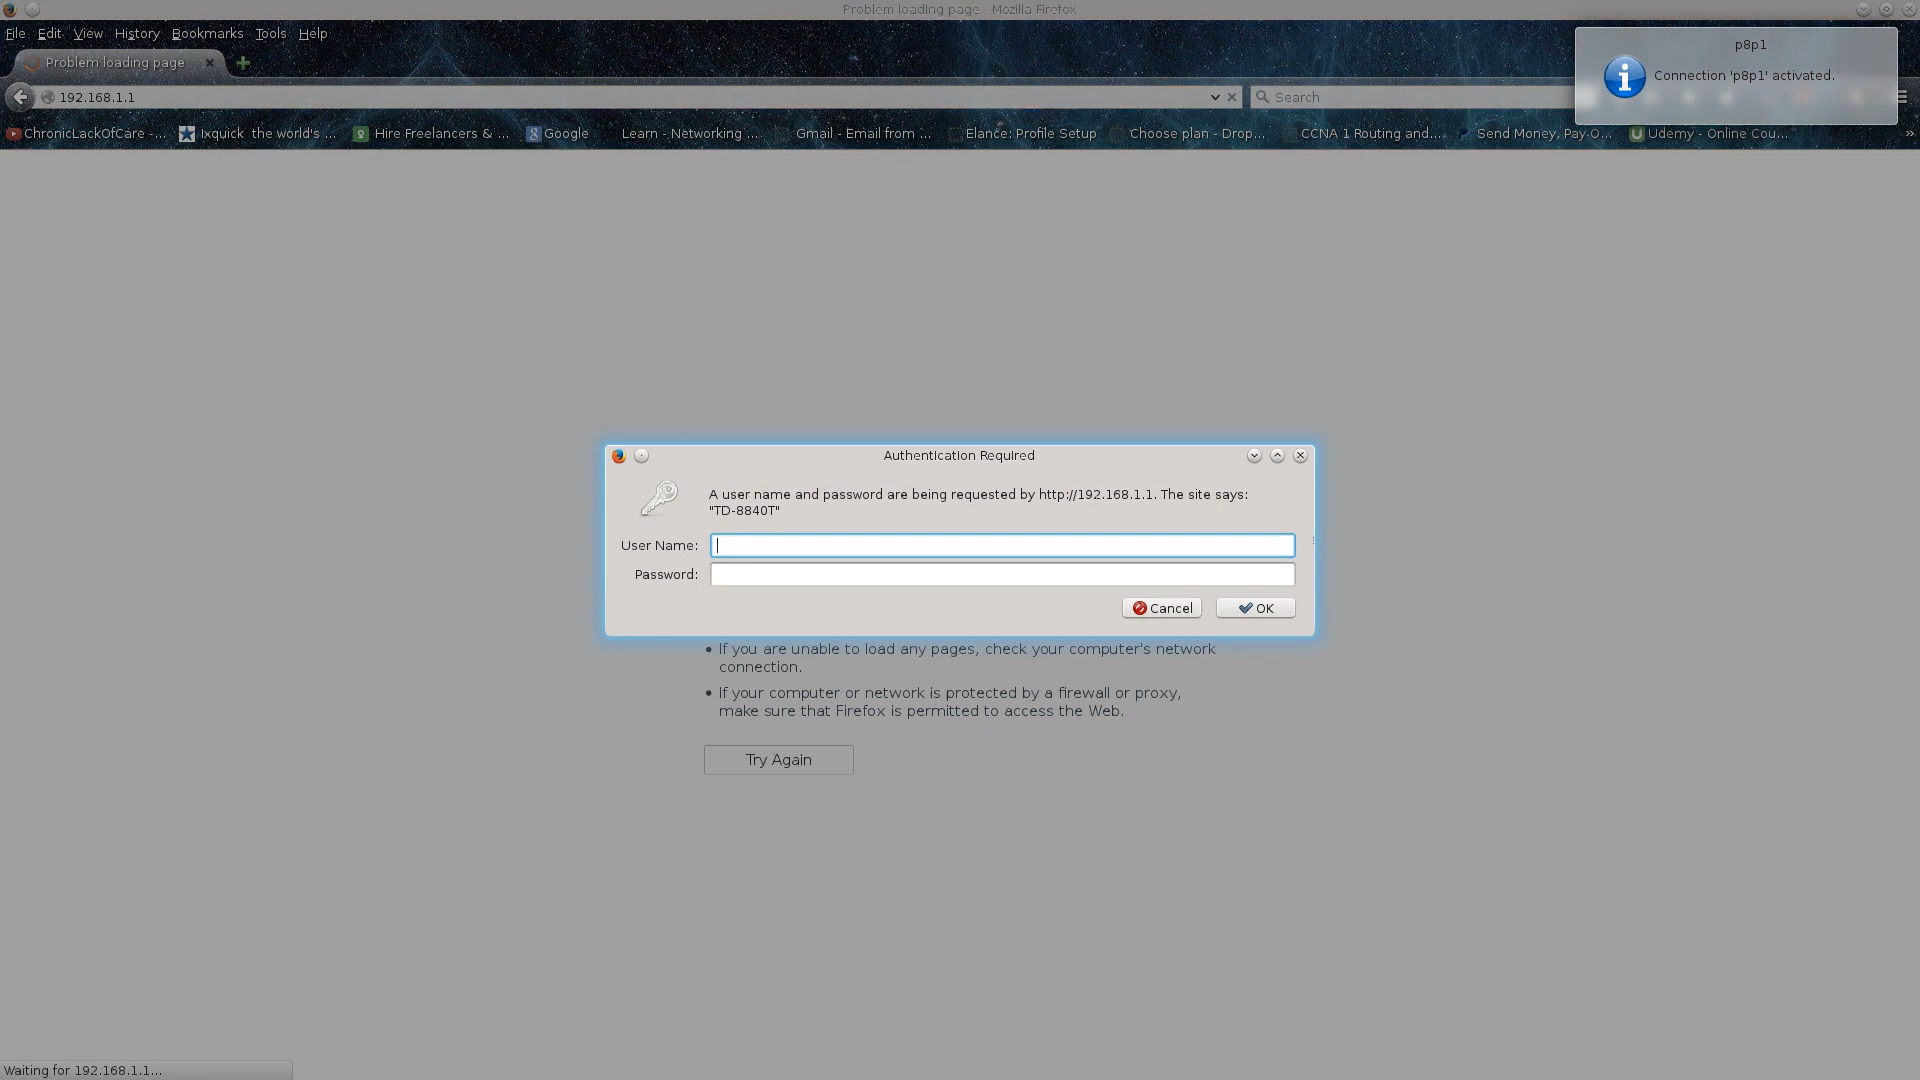 Problem loading page - Mozilla Firefox
File Edit View History Bookmarks Tools Help
Problem loading page
192.168.1.1
Search
p8p1
Connection 'p8p1' activated.
ChronicLackOfCare -... Ixquick the world's ... Hire Freelancers & ... Google Learn - Networking ... Gmail - Email from ... Elance: Profile Setup Choose plan - Drop... CCNA 1 Routing and... Send Money, Pay O... Udemy - Online Cou...
Authentication Required
A user name and password are being requested by http://192.168.1.1. The site says:
"TD-8840T"
User Name:
Password:
Cancel OK
• If you are unable to load any pages, check your computer's network
connection.
• If your computer or network is protected by a firewall or proxy,
make sure that Firefox is permitted to access the Web.
Try Again
Waiting for 192.168.1.1...